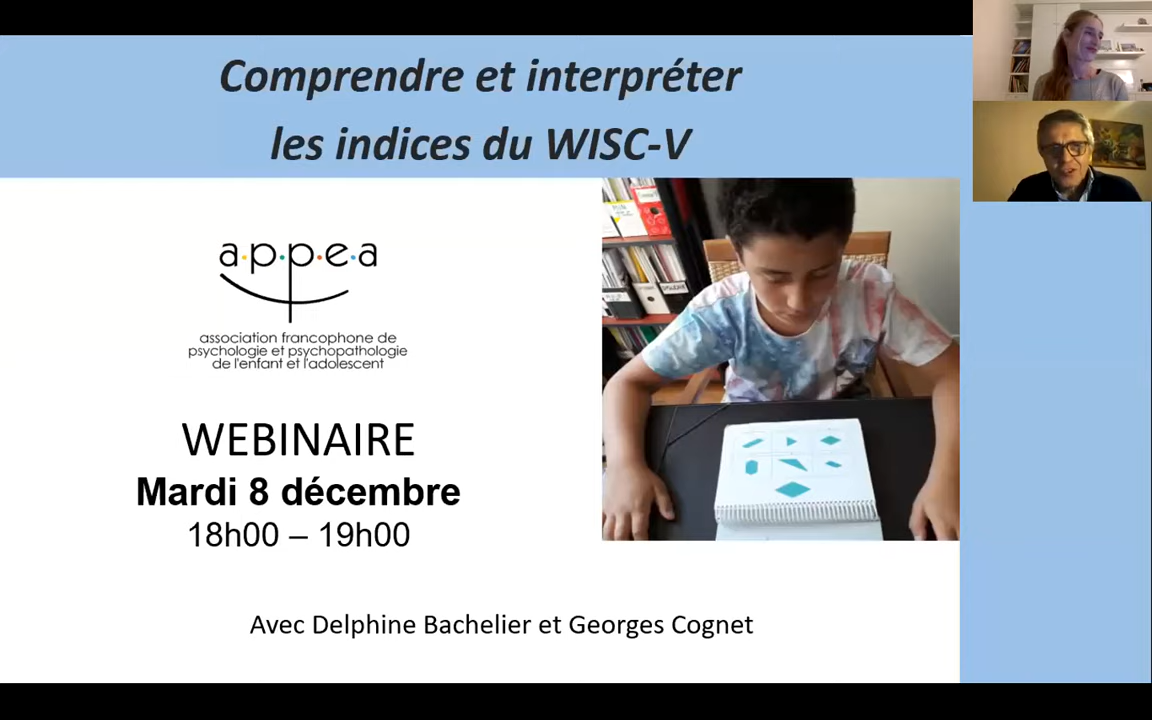 Comprendre et interpréter
les indices du WISC-V
a·p·p·e·a
association francophone de
psychologie et psychopathologie
de l'enfant et l'adolescent
WEBINAIRE
Mardi 8 décembre
18h00 – 19h00
Avec Delphine Bachelier et Georges Cognet